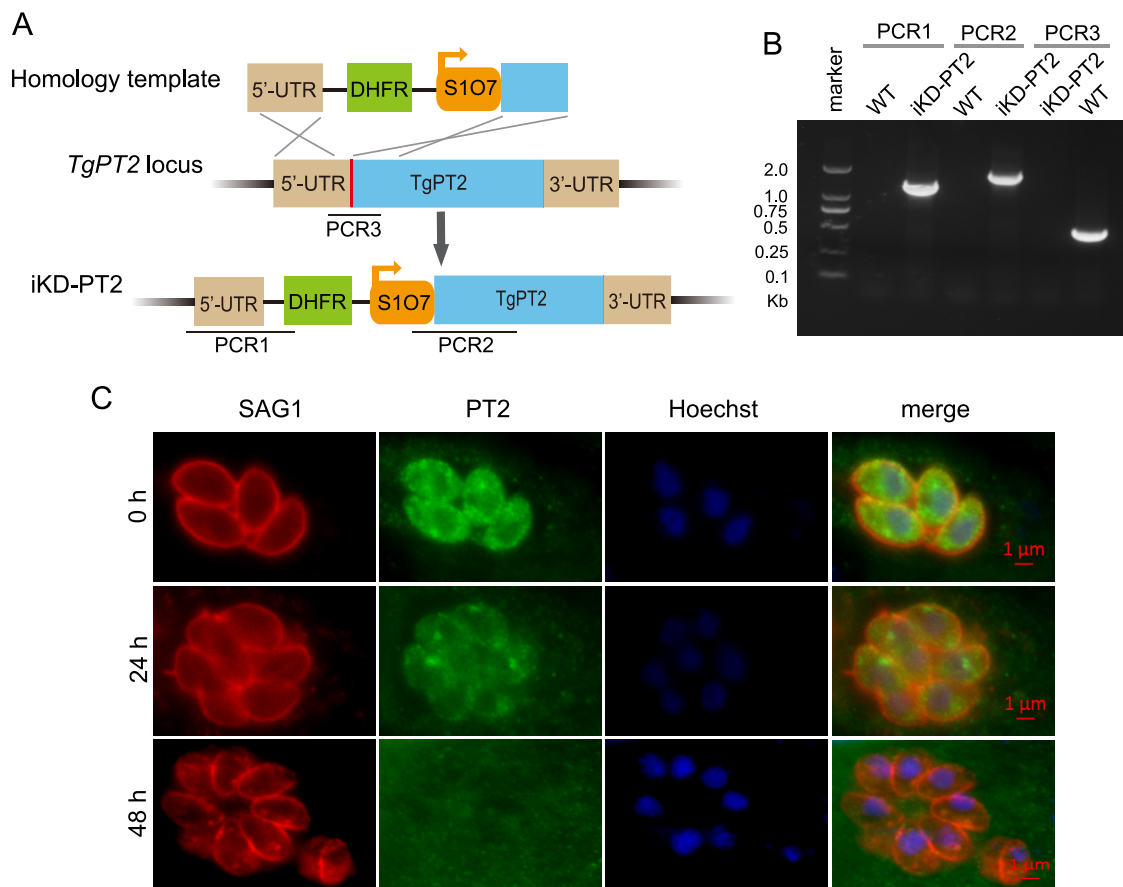 A
Homology template
5'-UTR
DHFR
S1O7
TgPT2 locus
5'-UTR
TgPT2
3'-UTR
PCR3
iKD-PT2
5'-UTR
DHFR
S1O7
TgPT2
3'-UTR
PCR1
PCR2
B
PCR1 PCR2 PCR3
marker
WT
iKD-PT2
WT
iKD-PT2
iKD-PT2
WT
2.0
1.0
0.75
0.5
0.25
0.1
Kb
C
SAG1 PT2 Hoechst merge
0 h
1 μm
24 h
1 μm
48 h
1 μm